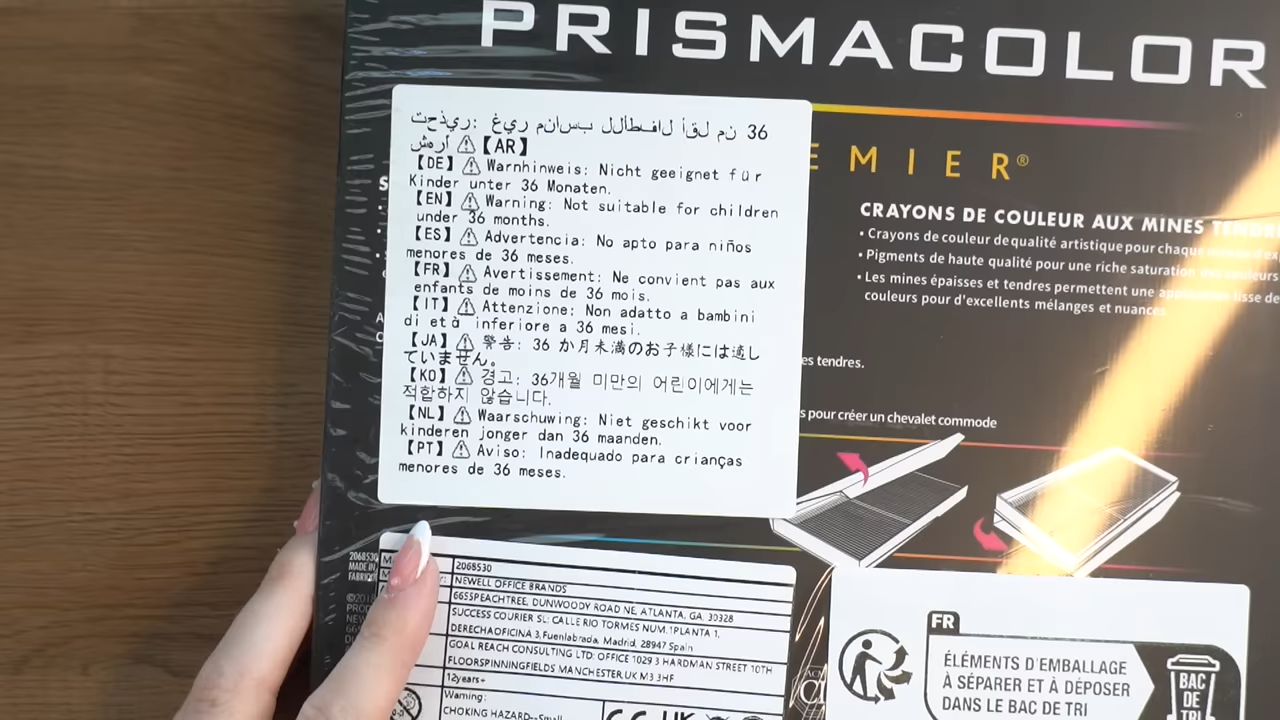 PRISMACOLOR
EMIER®
تحذير: غير مناسب للأطفال أقل من 36
شهرا ⚠【AR】
【DE】⚠ Warnhinweis: Nicht geeignet für
Kinder unter 36 Monaten.
【EN】⚠ Warning: Not suitable for children
under 36 months.
【ES】⚠ Advertencia: No apto para niños
menores de 36 meses.
【FR】⚠ Avertissement: Ne convient pas aux
enfants de moins de 36 mois.
【IT】⚠ Attenzione: Non adatto a bambini
di età inferiore a 36 mesi.
【JA】⚠ 警告: 36 か月未満のお子様には適し
ていません。
【KO】⚠ 경고: 36개월 미만의 어린이에게는
적합하지 않습니다.
【NL】⚠ Waarschuwing: Niet geschikt voor
kinderen jonger dan 36 maanden.
【PT】⚠ Aviso: Inadequado para crianças
menores de 36 meses.
CRAYONS DE COULEUR AUX MINES TENDRE
• Crayons de couleur de qualité artistique pour chaque
• Pigments de haute qualité pour une riche saturation des couleurs
• Les mines épaisses et tendres permettent une application lisse de
couleurs pour d'excellents mélanges et nuances
es tendres.
s pour créer un chevalet commode
2068530
MADE IN
2068530
NEWELL OFFICE BRANDS
6655PEACHTREE, DUNWOODY ROAD NE, ATLANTA, GA, 30328
SUCCESS COURIER SL: CALLE RIO TORMES NUM.1PLANTA 1,
DERECHAOFICINA 3,Fuenlabrada, Madrid, 28947 Spain
GOAL REACH CONSULTING LTD: OFFICE 1029 3 HARDMAN STREET 10TH
FLOORSPINNINGFIELDS MANCHESTER,UK M3 3HF
12years+
Warning:
CHOKING HAZARD--Small
FR
ÉLÉMENTS D'EMBALLAGE
À SÉPARER ET À DÉPOSER
DANS LE BAC DE TRI
BAC
DE
TRI